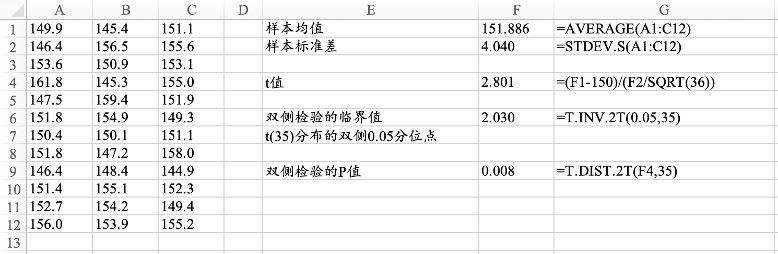 A B C D E F G
1 149.9 145.4 151.1 样本均值 151.886 =AVERAGE(A1:C12)
2 146.4 156.5 155.6 样本标准差 4.040 =STDEV.S(A1:C12)
3 153.6 150.9 153.1
4 161.8 145.3 155.0 t值 2.801 =(F1-150)/(F2/SQRT(36))
5 147.5 159.4 151.9
6 151.8 154.9 149.3 双侧检验的临界值 2.030 =T.INV.2T(0.05,35)
7 150.4 150.1 151.1 t(35)分布的双侧0.05分位点
8 151.8 147.2 158.0
9 146.4 148.4 144.9 双侧检验的P值 0.008 =T.DIST.2T(F4,35)
10 151.4 155.1 152.3
11 152.7 154.2 149.4
12 156.0 153.9 155.2
13